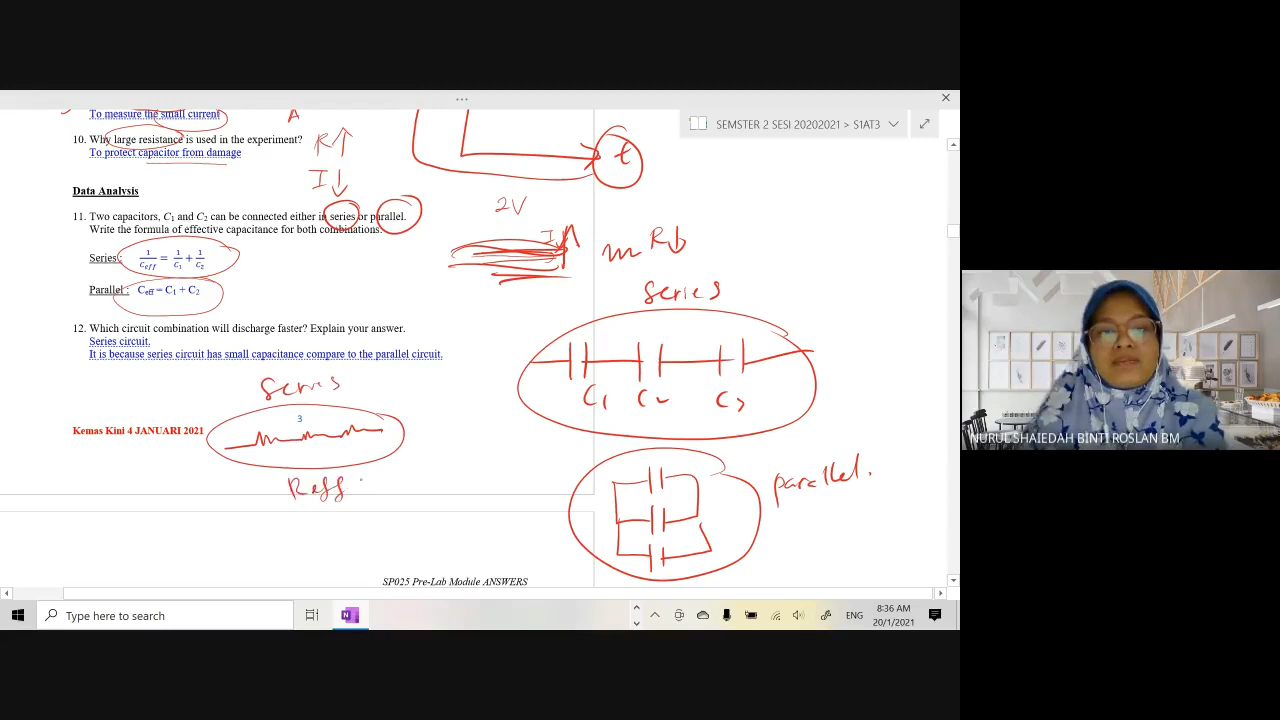 ...
SEMSTER 2 SESI 20202021 > S1AT3
To measure the small current
A
10. Why large resistance is used in the experiment?
To protect capacitor from damage
R↑
I↓
t
Data Analysis
2V
11. Two capacitors, C1 and C2 can be connected either in series or parallel.
Write the formula of effective capacitance for both combinations.
I
R↓
Series : 1/Ceff = 1/C1 + 1/C2
Parallel : Ceff = C1 + C2
series
12. Which circuit combination will discharge faster? Explain your answer.
Series circuit.
It is because series circuit has small capacitance compare to the parallel circuit.
C1 C2 C3
series
3
Kemas Kini 4 JANUARI 2021
Reff
parallel.
SP025 Pre-Lab Module ANSWERS
NURUL SHAIEDAH BINTI ROSLAN BM
Type here to search
ENG
8:36 AM
20/1/2021